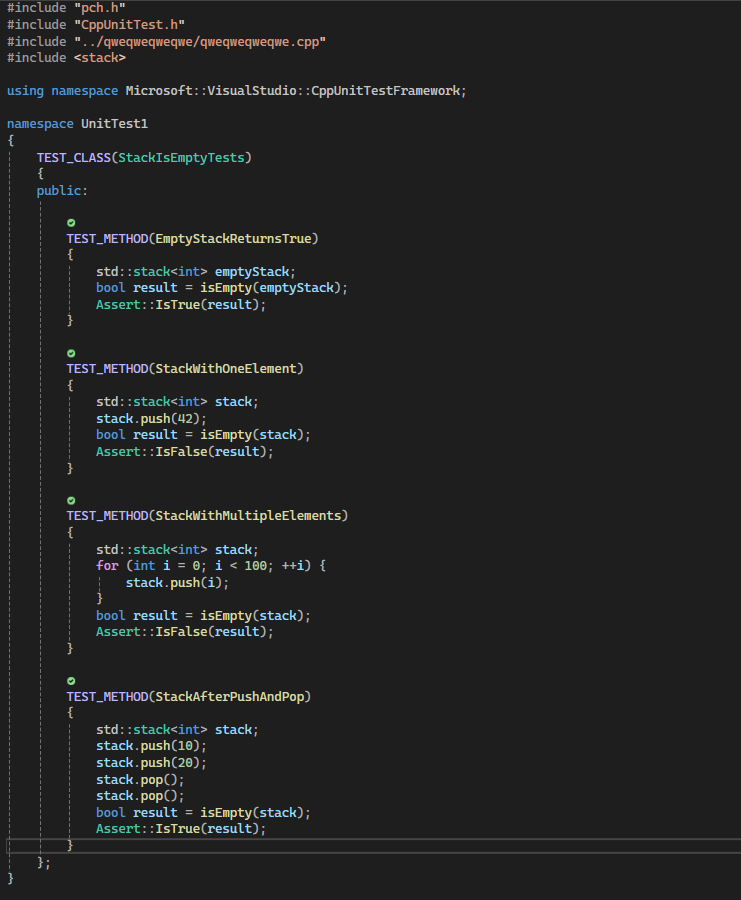 #include "pch.h"
#include "CppUnitTest.h"
#include "../qweqweqweqwe/qweqweqweqwe.cpp"
#include <stack>
using namespace Microsoft::VisualStudio::CppUnitTestFramework;
namespace UnitTest1
{
TEST_CLASS(StackIsEmptyTests)
{
public:
TEST_METHOD(EmptyStackReturnsTrue)
{
std::stack<int> emptyStack;
bool result = isEmpty(emptyStack);
Assert::IsTrue(result);
}
TEST_METHOD(StackWithOneElement)
{
std::stack<int> stack;
stack.push(42);
bool result = isEmpty(stack);
Assert::IsFalse(result);
}
TEST_METHOD(StackWithMultipleElements)
{
std::stack<int> stack;
for (int i = 0; i < 100; ++i) {
stack.push(i);
}
bool result = isEmpty(stack);
Assert::IsFalse(result);
}
TEST_METHOD(StackAfterPushAndPop)
{
std::stack<int> stack;
stack.push(10);
stack.push(20);
stack.pop();
stack.pop();
bool result = isEmpty(stack);
Assert::IsTrue(result);
}
};
}